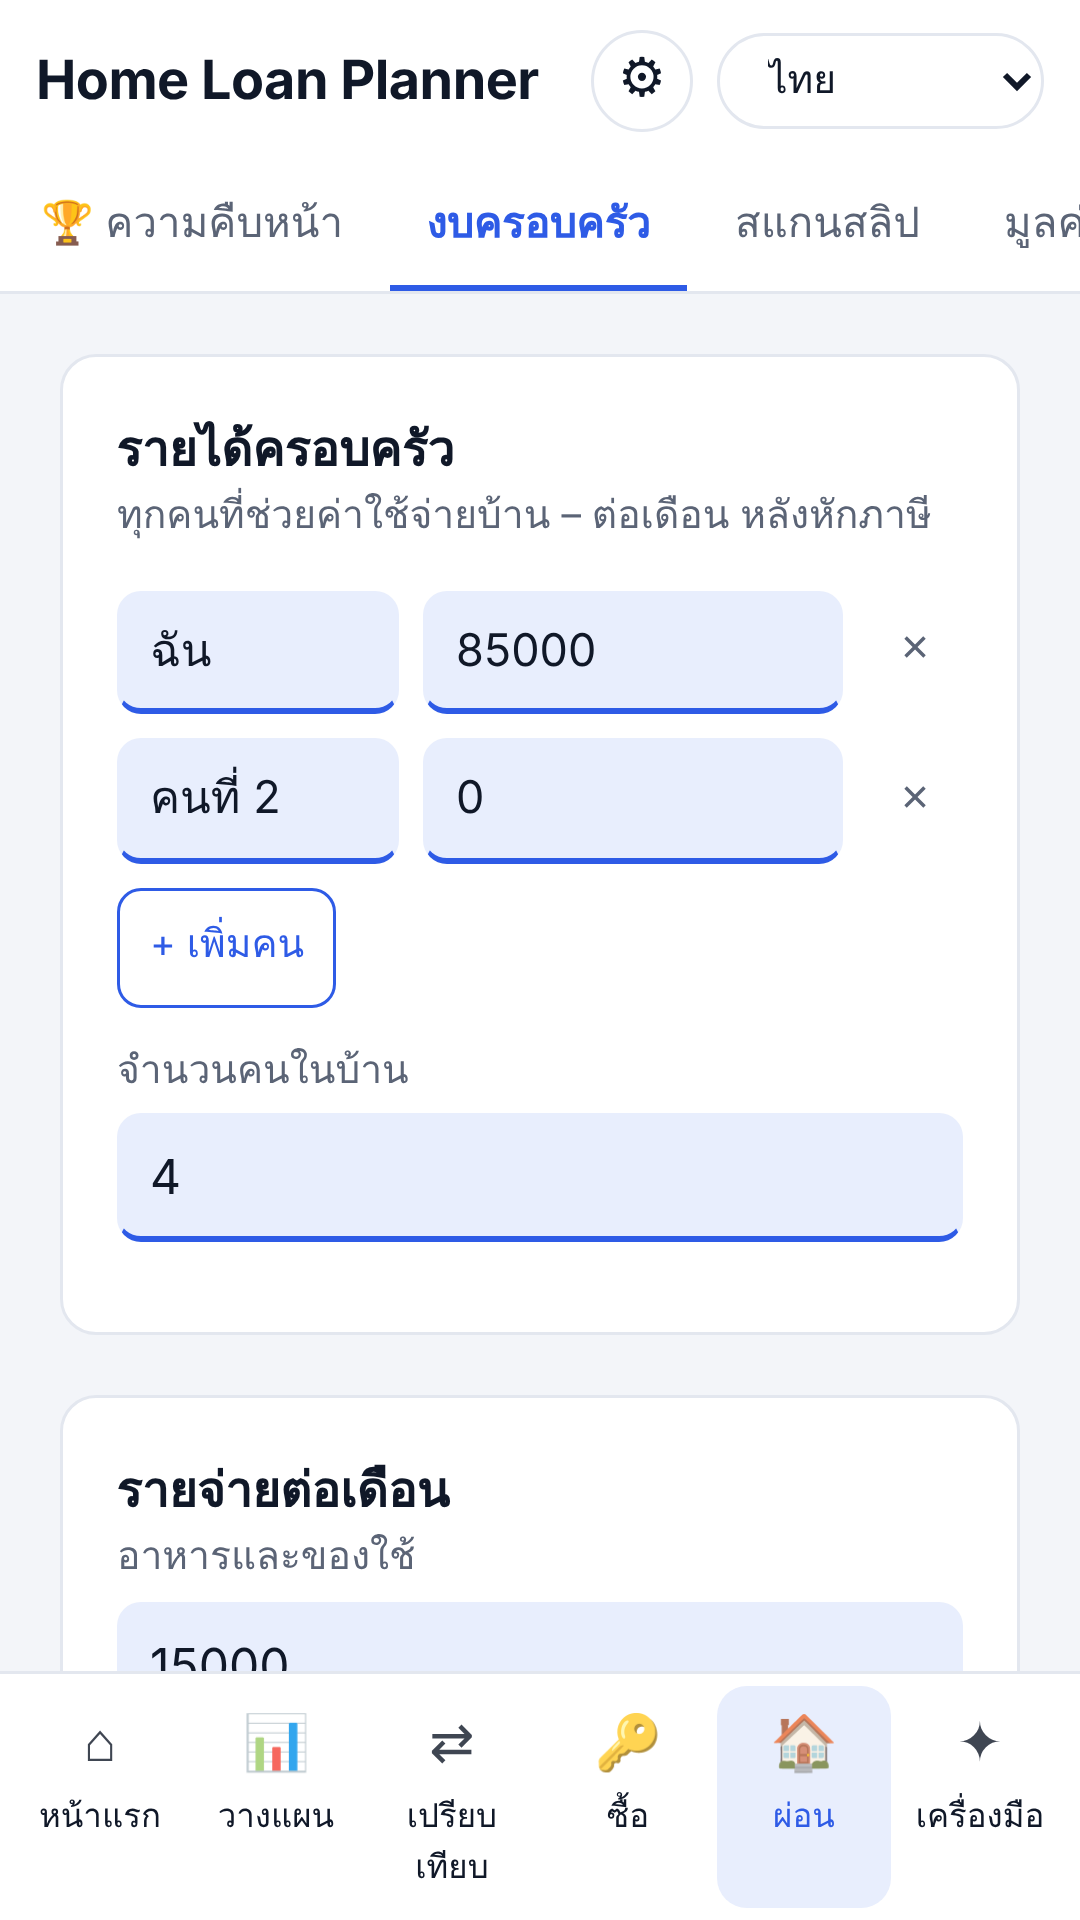 Home Loan Planner
ไทย
ความคืบหน้า
งบครอบครัว
สแกนสลิป
รายได้ครอบครัว
ทุกคนที่ช่วยค่าใช้จ่ายบ้าน – ต่อเดือน หลังหักภาษี
ฉัน
85000
×
คนที่ 2
0
×
+ เพิ่มคน
จำนวนคนในบ้าน
4
รายจ่ายต่อเดือน
อาหารและของใช้
15000
หน้าแรก
วางแผน
เปรียบ
เทียบ
ซื้อ
ผ่อน
เครื่องมือ